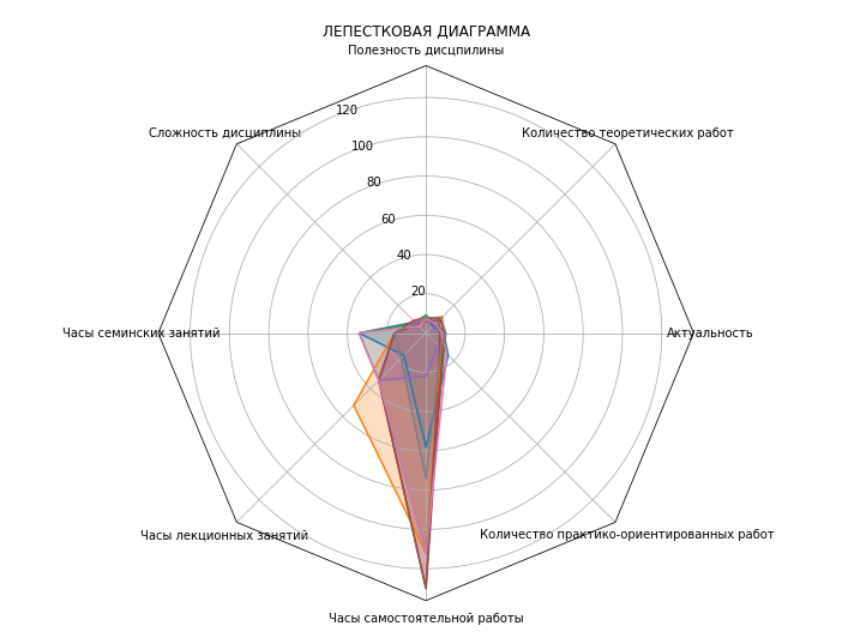 ЛЕПЕСТКОВАЯ ДИАГРАММА
Полезность дисцпилины
120
Сложность дисциплины
Количество теоретических работ
100
80
60
40
20
Часы семинских занятий
Актуальность
Часы лекционных занятий
Количество практико-ориентированных работ
Часы самостоятельной работы